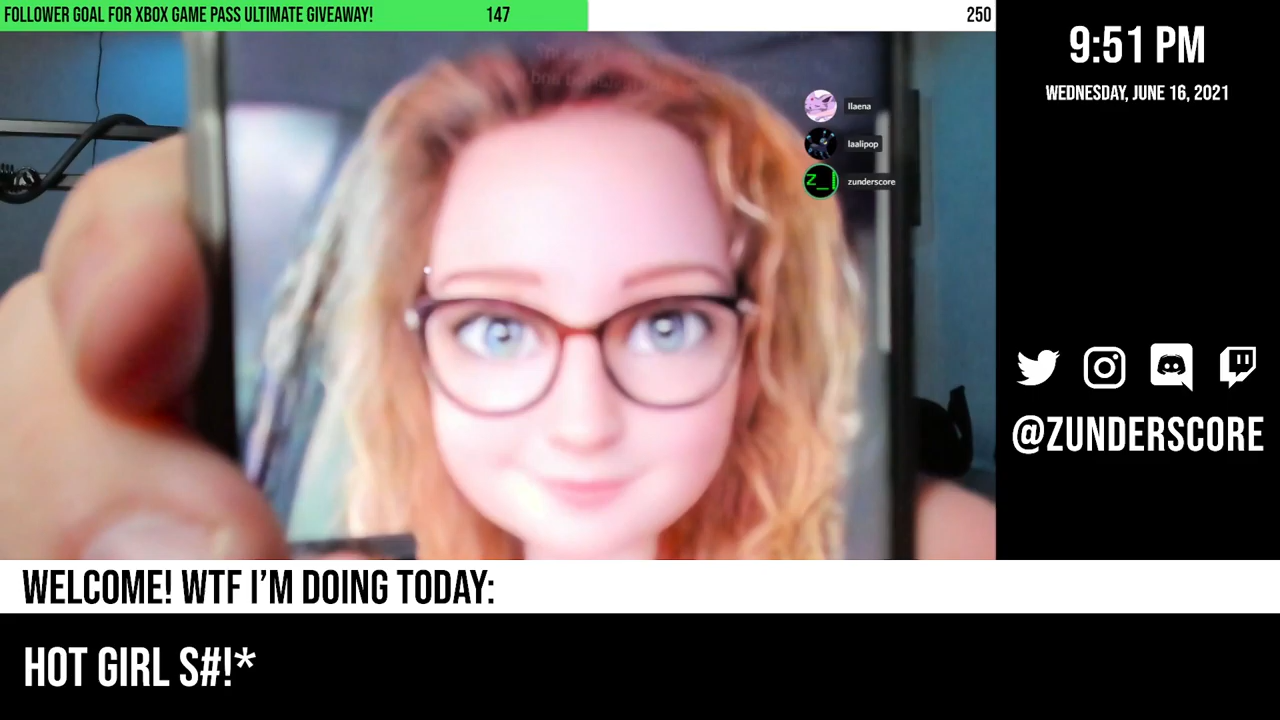 FOLLOWER GOAL FOR XBOX GAME PASS ULTIMATE GIVEAWAY! 147 250
9:51 PM
WEDNESDAY, JUNE 16, 2021
llaena
laalipop
Z_|
zunderscore
@ZUNDERSCORE
WELCOME! WTF I'M DOING TODAY:
HOT GIRL S#!*